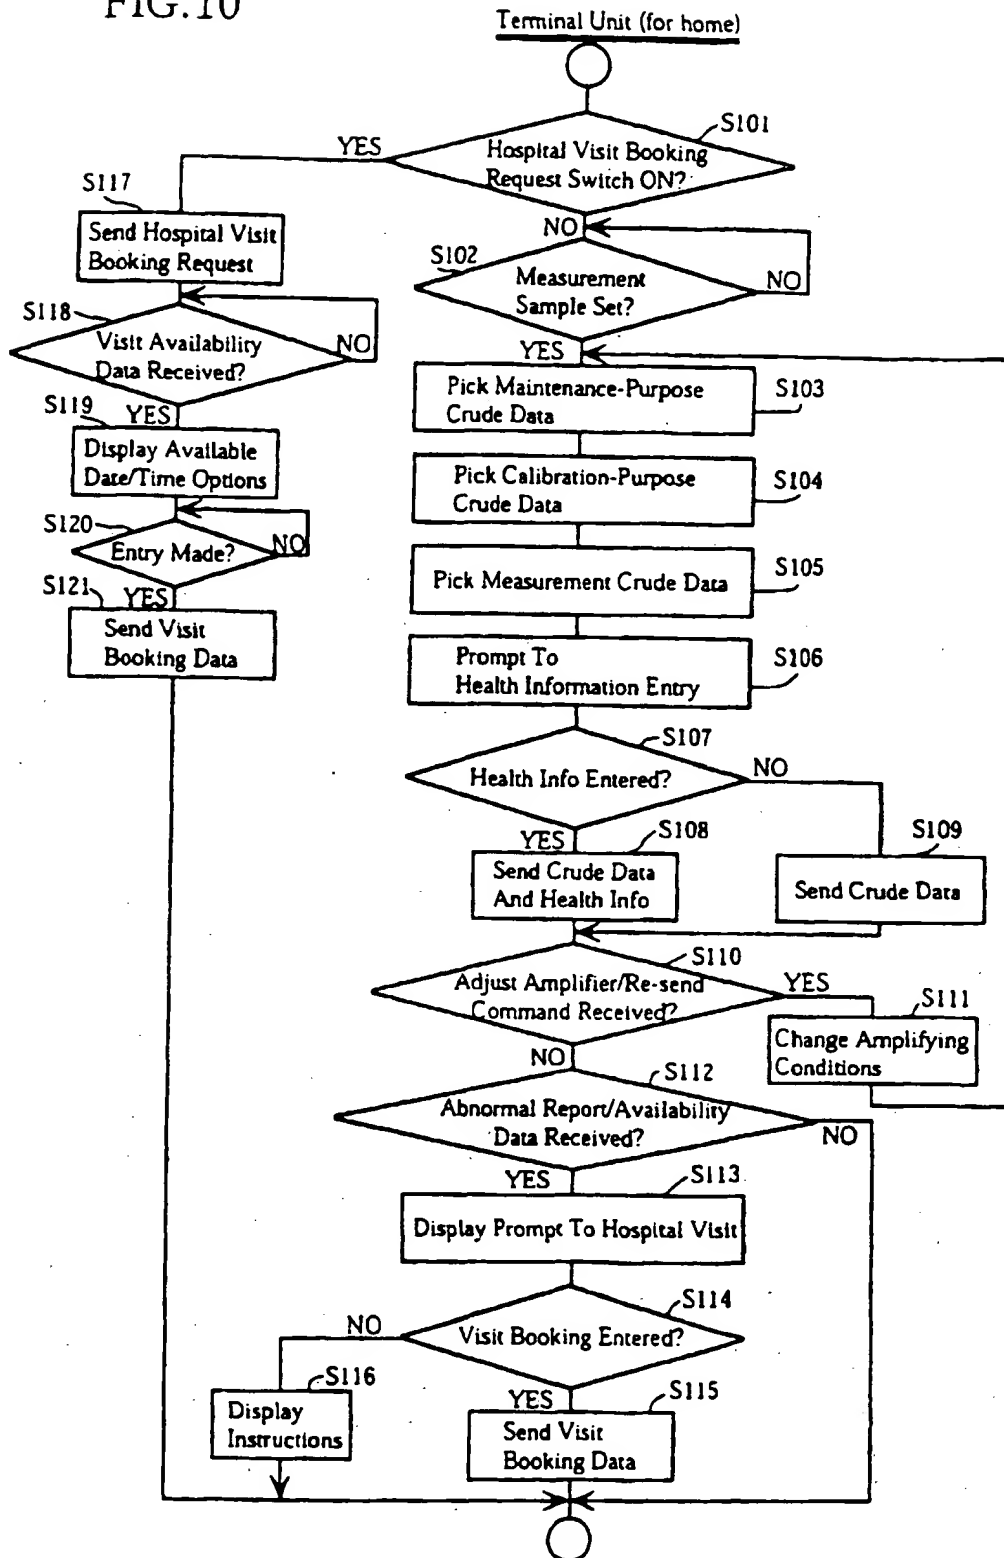 FIG.10
Terminal Unit (for home)
S101
YES
Hospital Visit Booking
Request Switch ON?
S117
Send Hospital Visit
Booking Request
NO
S102
Measurement
Sample Set?
NO
S118
Visit Availability
Data Received?
NO
YES
Pick Maintenance-Purpose
Crude Data
S103
S119
YES
Display Available
Date/Time Options
Pick Calibration-Purpose
Crude Data
S104
S120
Entry Made?
NO
Pick Measurement Crude Data
S105
S121
YES
Send Visit
Booking Data
Prompt To
Health Information Entry
S106
S107
Health Info Entered?
NO
YES
S108
Send Crude Data
And Health Info
S109
Send Crude Data
S110
Adjust Amplifier/Re-send
Command Received?
YES
S111
Change Amplifying
Conditions
NO
S112
Abnormal Report/Availability
Data Received?
NO
YES
S113
Display Prompt To Hospital Visit
S114
Visit Booking Entered?
NO
S116
Display
Instructions
YES
S115
Send Visit
Booking Data